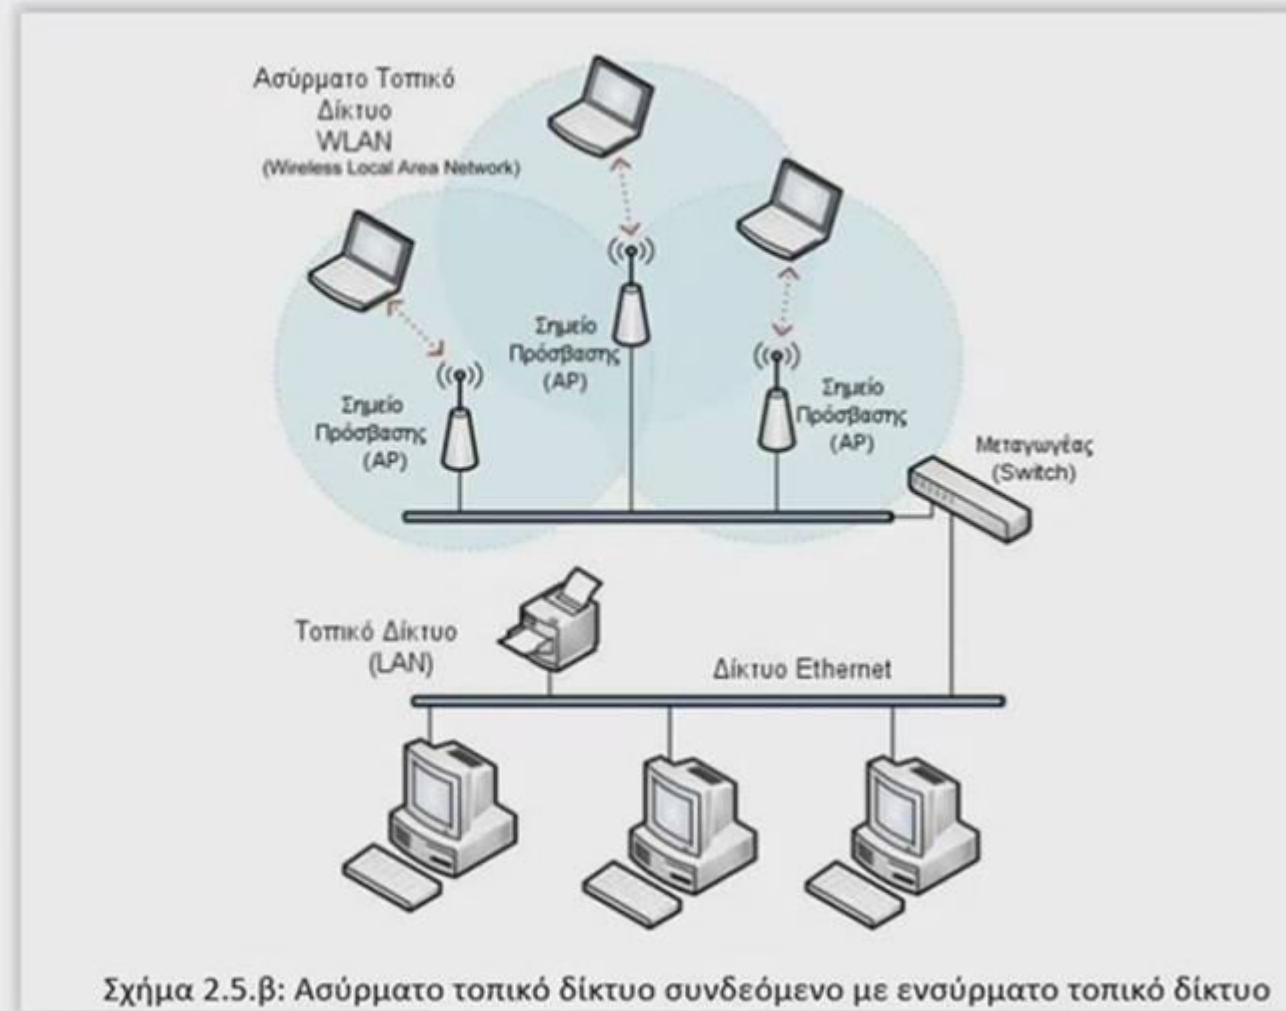 Ασύρματο Τοπικό
Δίκτυο
WLAN
(Wireless Local Area Network)
Σημείο
Πρόσβασης
(AP)
Σημείο
Πρόσβασης
(AP)
Σημείο
Πρόσβασης
(AP)
Μεταγωγέας
(Switch)
Τοπικό Δίκτυο
(LAN)
Δίκτυο Ethernet
Σχήμα 2.5.β: Ασύρματο τοπικό δίκτυο συνδεόμενο με ενσύρματο τοπικό δίκτυο